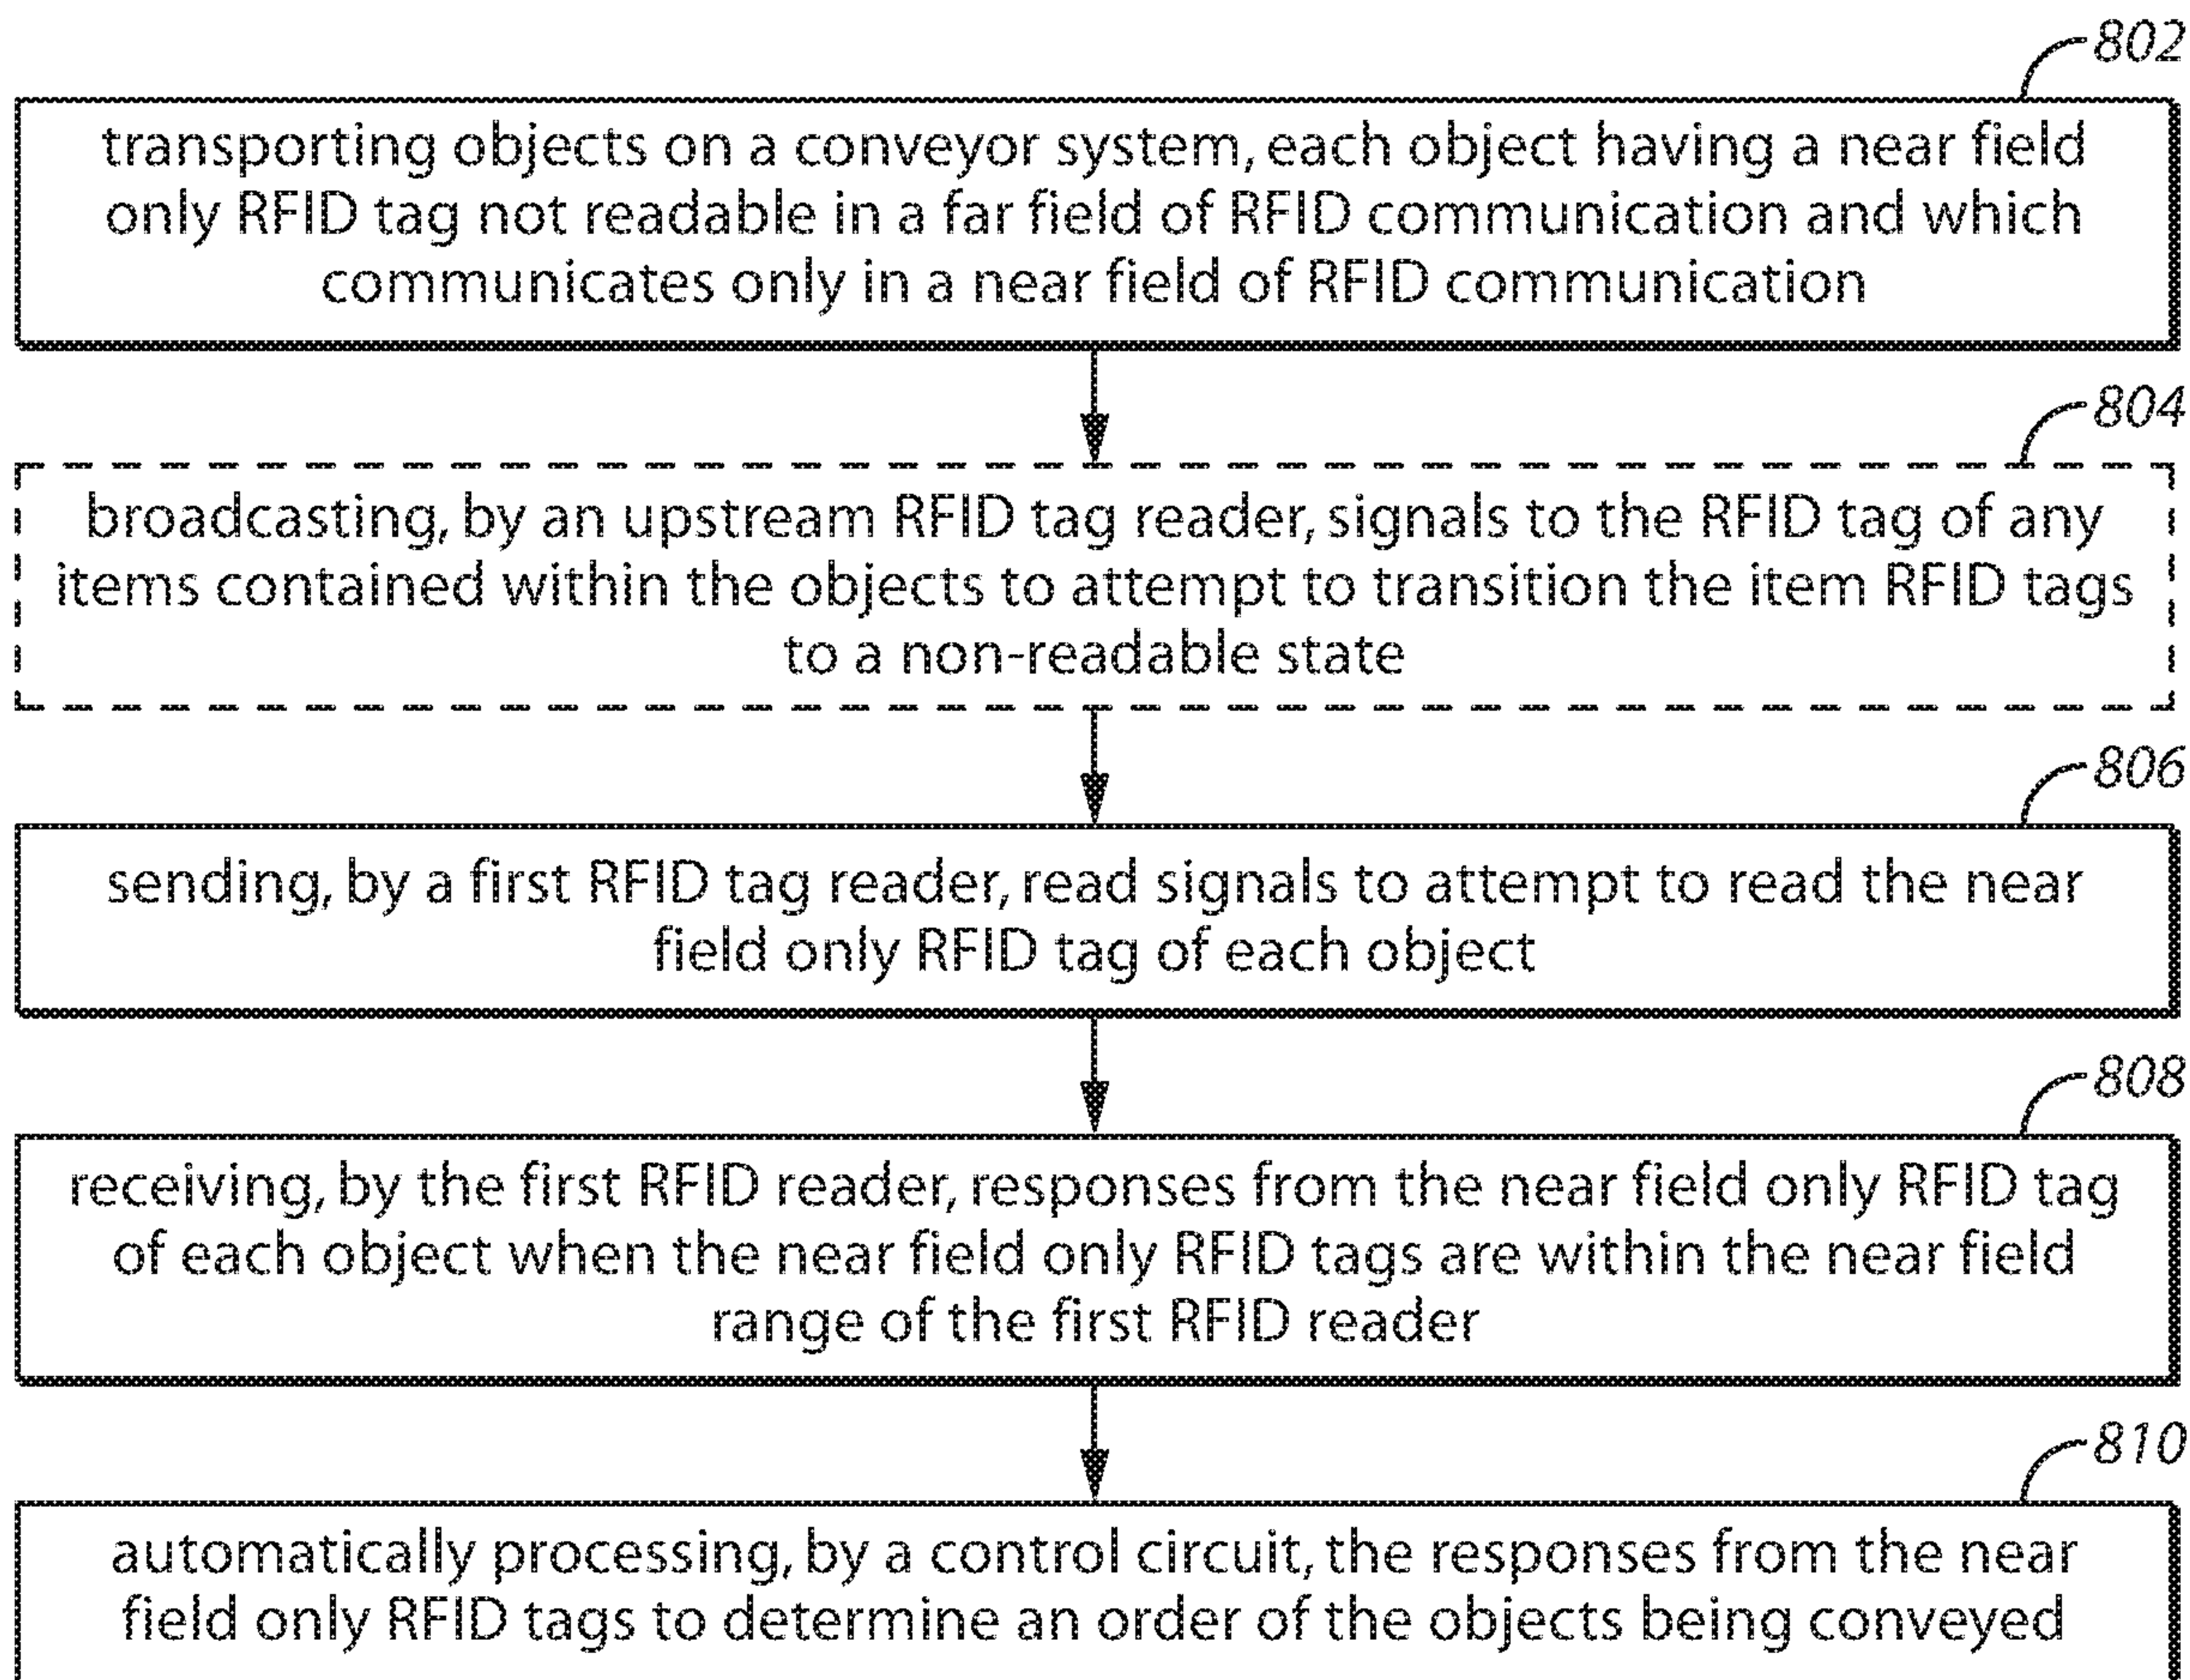 802
transporting objects on a conveyor system, each object having a near field
only RFID tag not readable in a far field of RFID communication and which
communicates only in a near field of RFID communication
804
broadcasting, by an upstream RFID tag reader, signals to the RFID tag of any
items contained within the objects to attempt to transition the item RFID tags
to a non-readable state
806
sending, by a first RFID tag reader, read signals to attempt to read the near
field only RFID tag of each object
808
receiving, by the first RFID reader, responses from the near field only RFID tag
of each object when the near field only RFID tags are within the near field
range of the first RFID reader
810
automatically processing, by a control circuit, the responses from the near
field only RFID tags to determine an order of the objects being conveyed